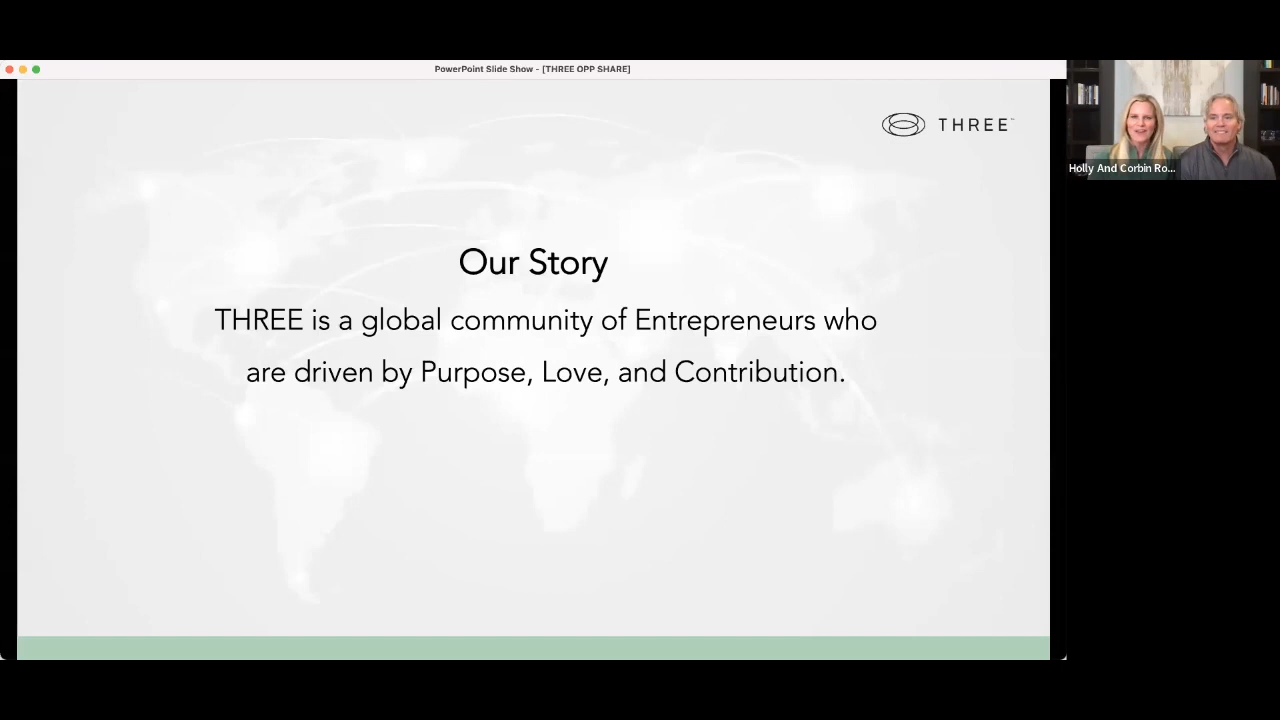 PowerPoint Slide Show - [THREE OPP SHARE]
THREE™
Holly And Corbin Ro...
Our Story
THREE is a global community of Entrepreneurs who
are driven by Purpose, Love, and Contribution.